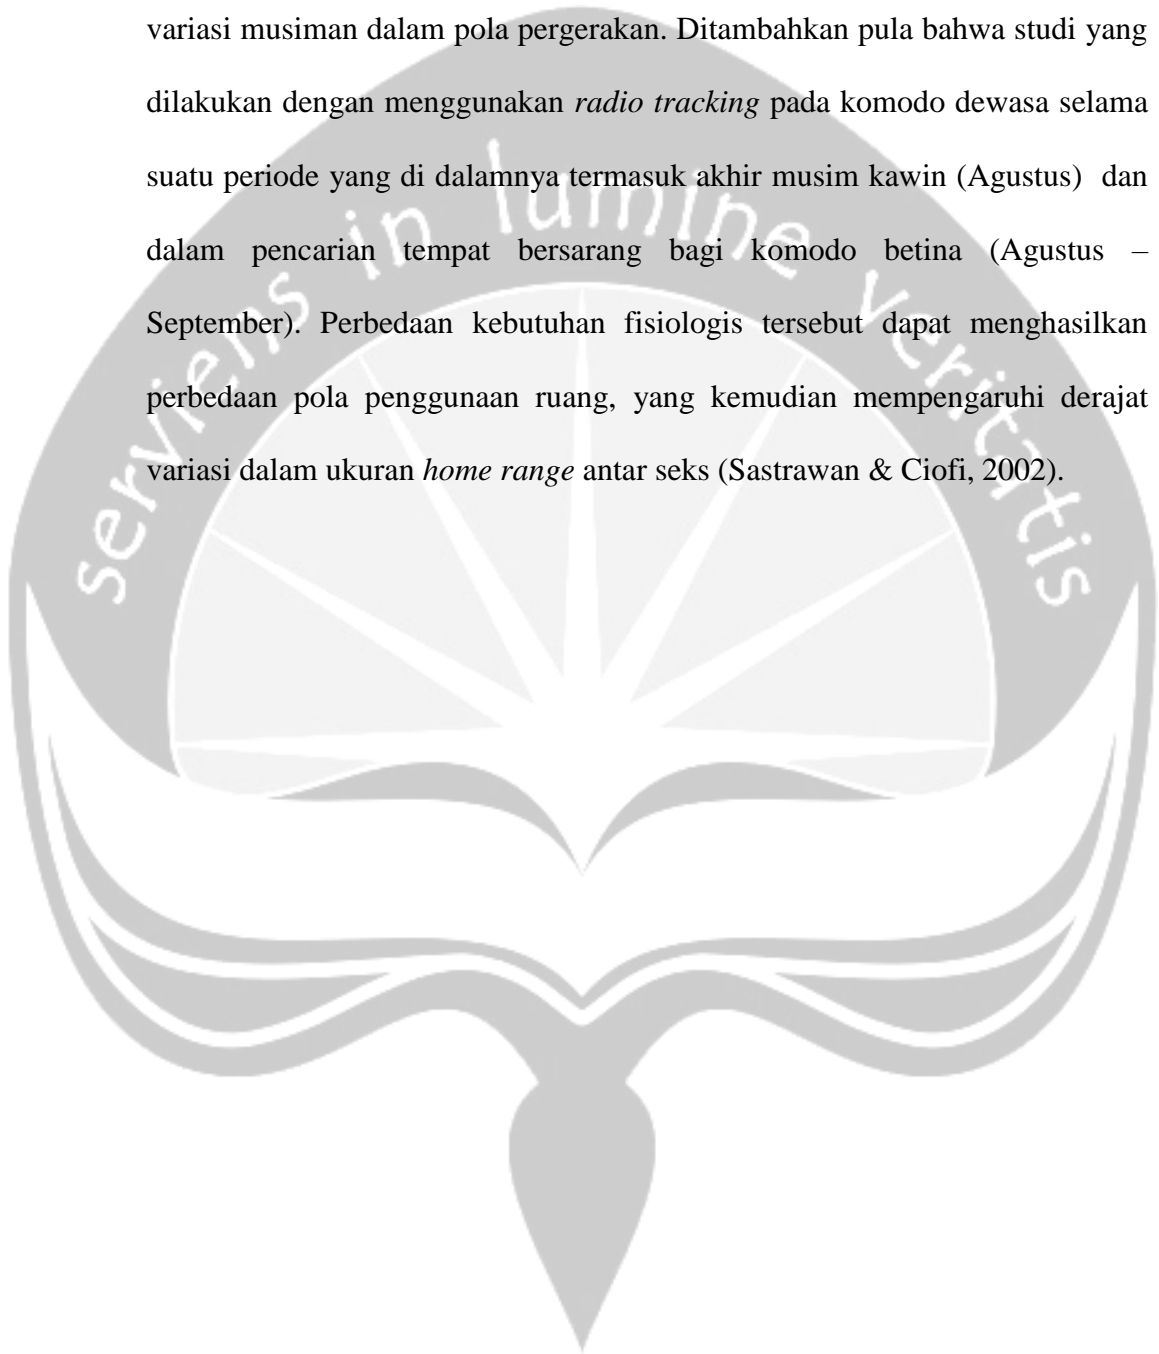 variasi musiman dalam pola pergerakan. Ditambahkan pula bahwa studi yang
dilakukan dengan menggunakan radio tracking pada komodo dewasa selama
suatu periode yang di dalamnya termasuk akhir musim kawin (Agustus) dan
dalam pencarian tempat bersarang bagi komodo betina (Agustus –
September). Perbedaan kebutuhan fisiologis tersebut dapat menghasilkan
perbedaan pola penggunaan ruang, yang kemudian mempengaruhi derajat
variasi dalam ukuran home range antar seks (Sastrawan & Ciofi, 2002).
serviens in lumine veritatis